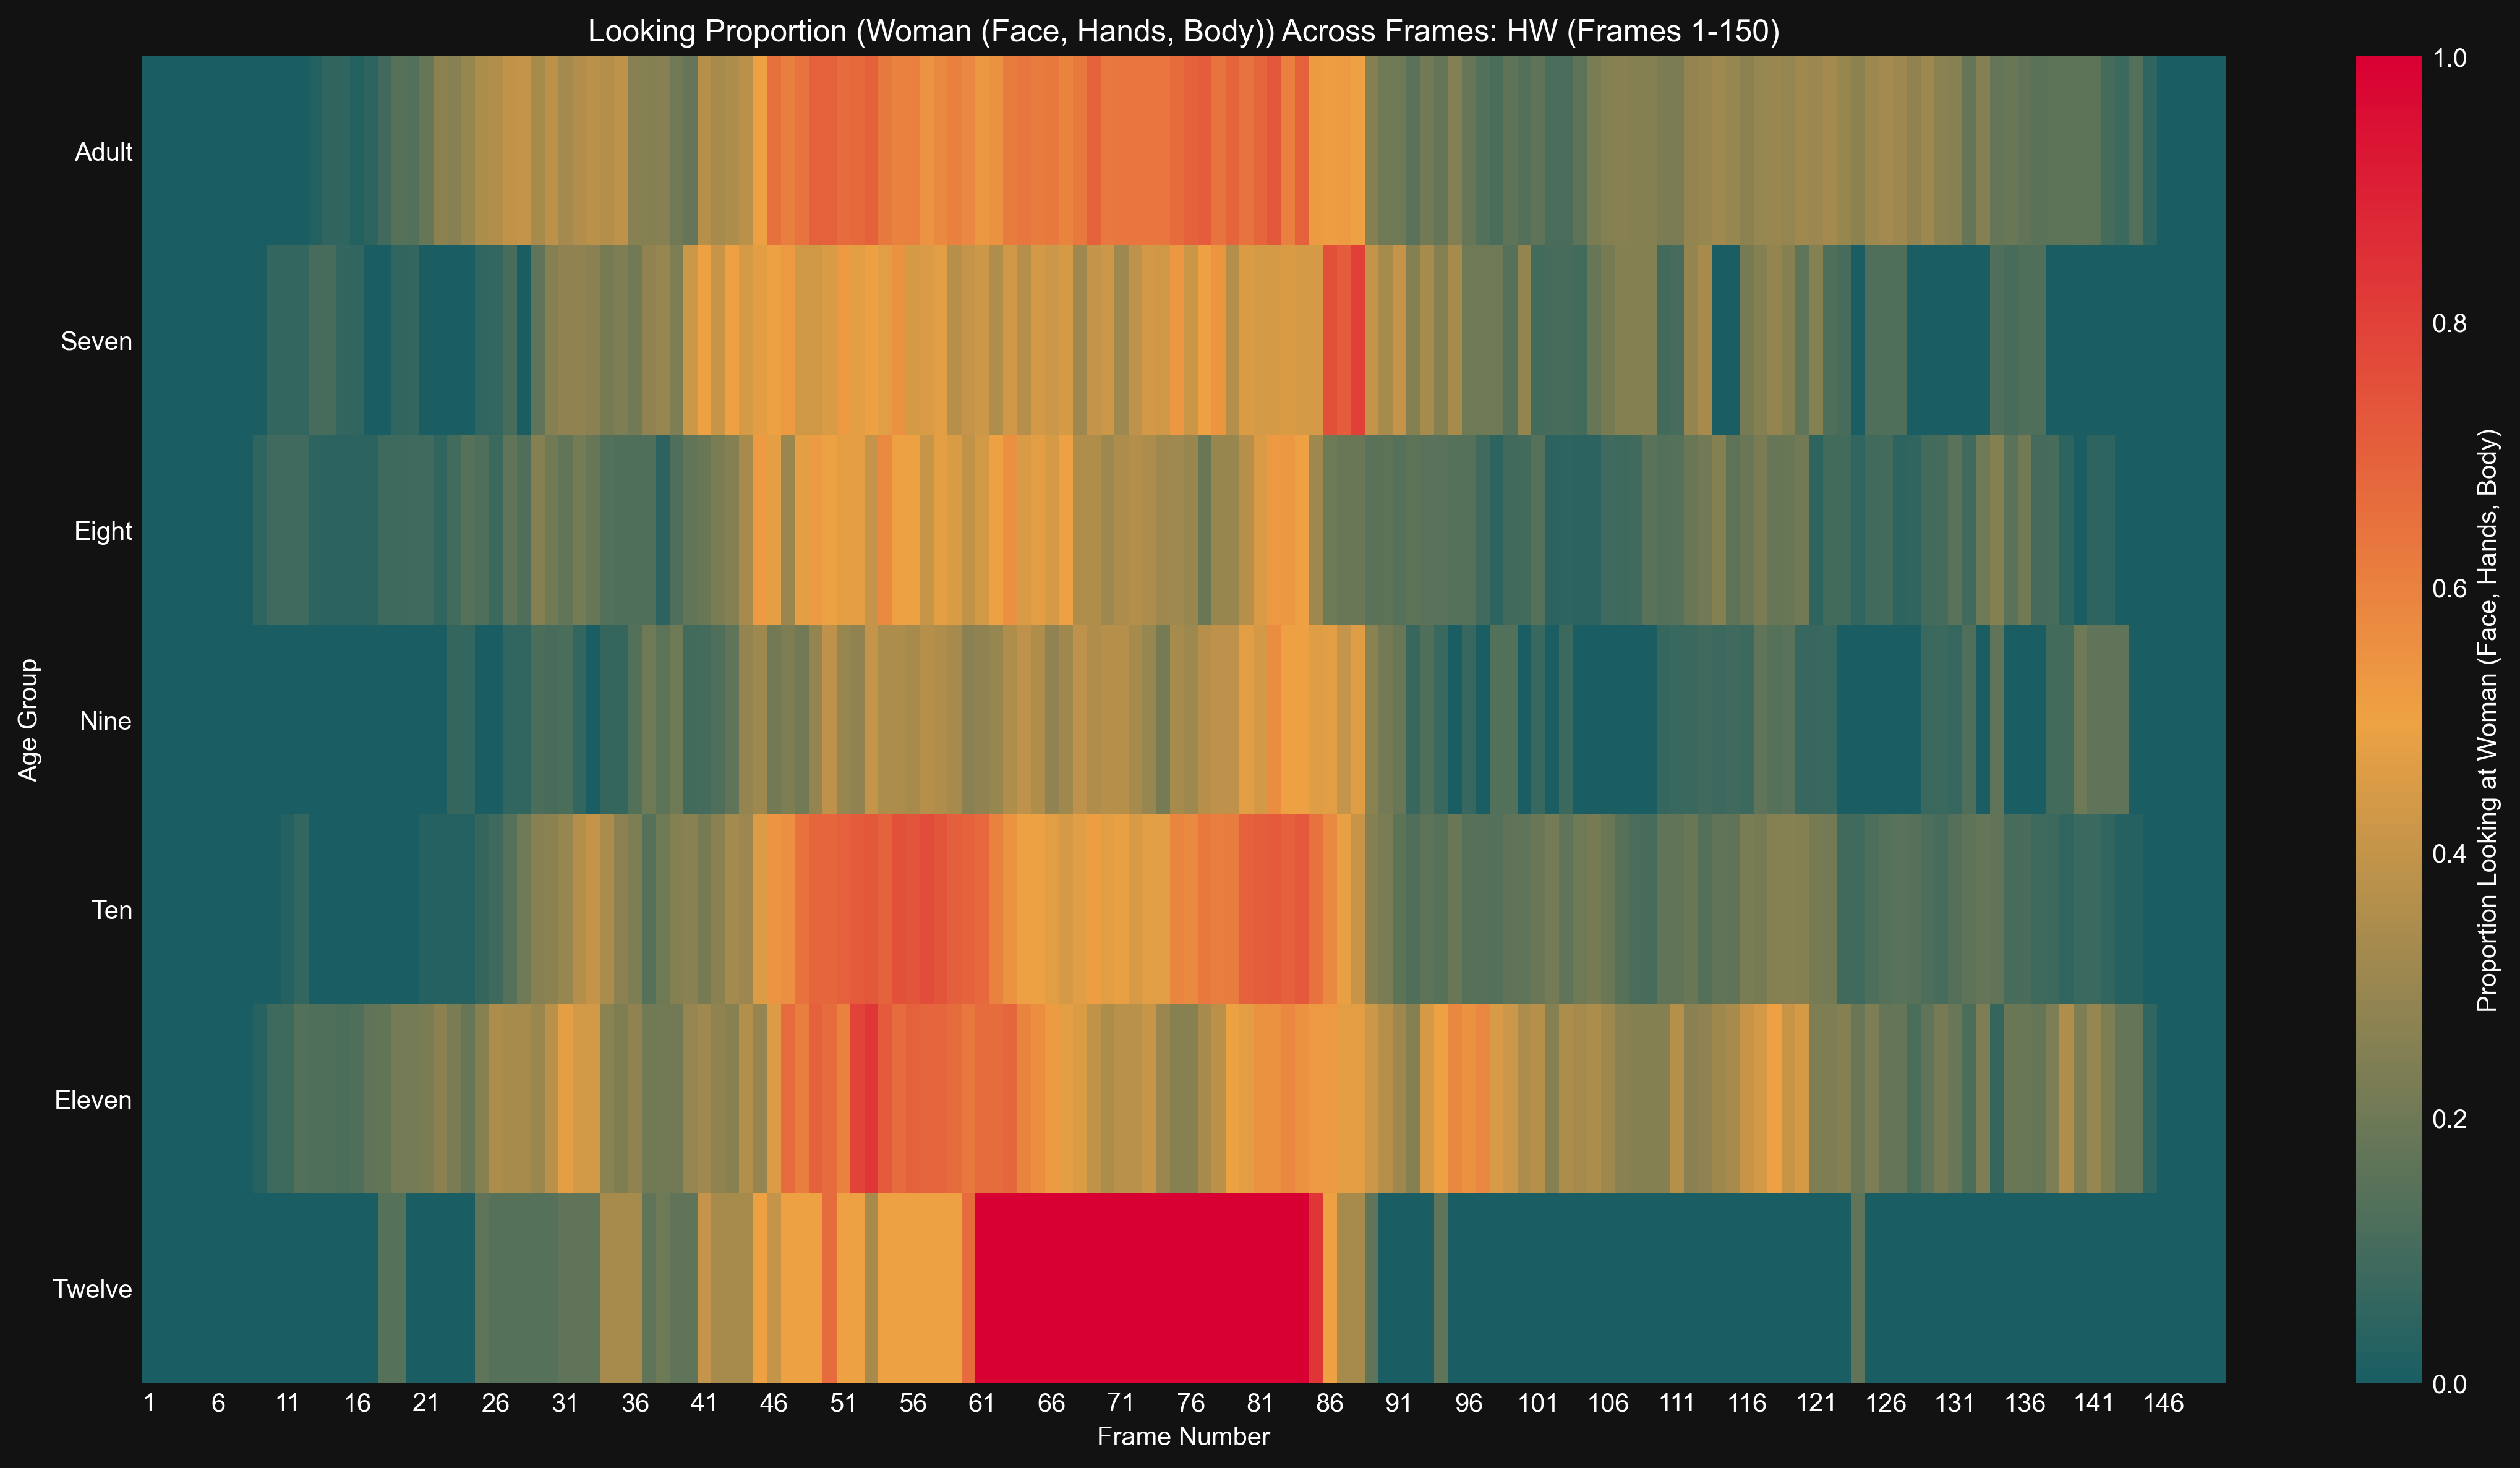 Looking Proportion (Woman (Face, Hands, Body)) Across Frames: HW (Frames 1-150)
Age Group
Adult
Seven
Eight
Nine
Ten
Eleven
Twelve
1 6 11 16 21 26 31 36 41 46 51 56 61 66 71 76 81 86 91 96 101 106 111 116 121 126 131 136 141 146
Frame Number
1.0
0.8
0.6
0.4
0.2
0.0
Proportion Looking at Woman (Face, Hands, Body)